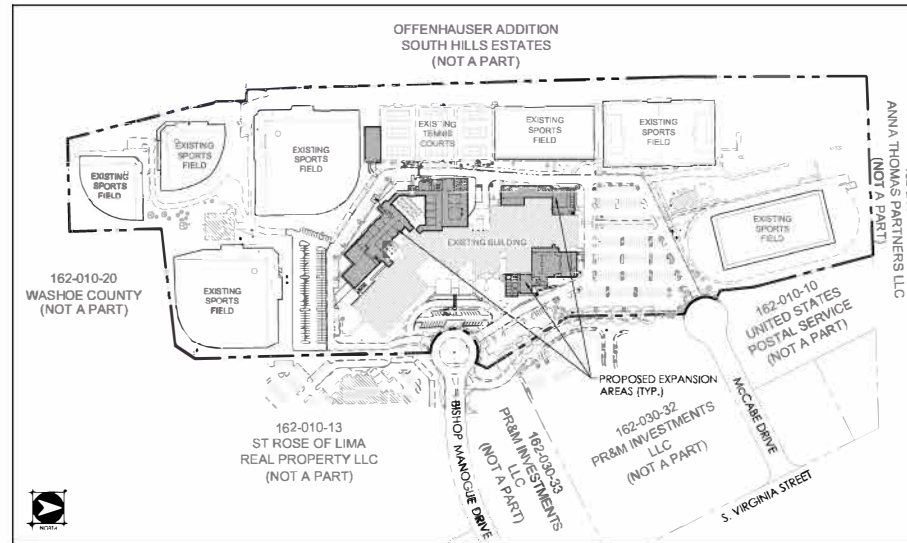 OFFENHAUSER ADDITION
SOUTH HILLS ESTATES
(NOT A PART)
ANNA THOMAS PARTNERS LLC
(NOT A PART)
EXISTING
SPORTS
FIELD
EXISTING
SPORTS
FIELD
EXISTING
SPORTS
FIELD
EXISTING
TENNIS
COURTS
EXISTING
SPORTS
FIELD
EXISTING
SPORTS
FIELD
EXISTING
SPORTS
FIELD
EXISTING BUILDING
EXISTING
SPORTS
FIELD
162-010-20
WASHOE COUNTY
(NOT A PART)
162-010-10
UNITED STATES
POSTAL SERVICE
(NOT A PART)
PROPOSED EXPANSION
AREAS (TYP.)
162-010-13
ST ROSE OF LIMA
REAL PROPERTY LLC
(NOT A PART)
BISHOP MANOGUE DRIVE
162-030-33
PR&M INVESTMENTS
LLC
(NOT A PART)
162-030-32
PR&M INVESTMENTS
LLC
(NOT A PART)
McCABE DRIVE
S. VIRGINIA STREET
NORTH